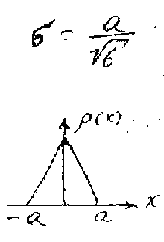 σ = a/√6
ρ(x)
-a a x